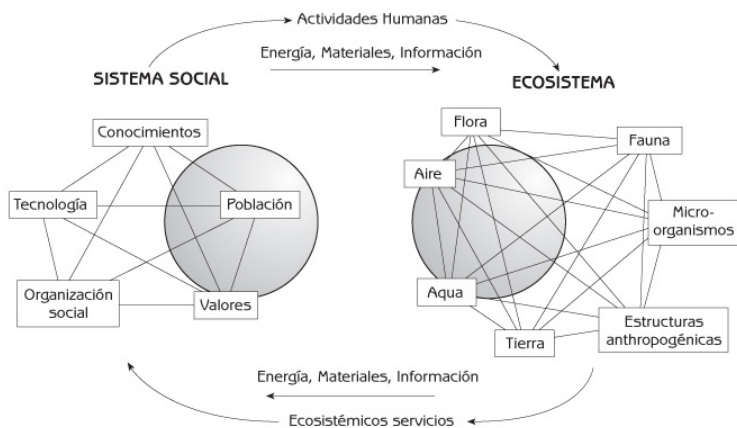 Actividades Humanas
Energía, Materiales, Información
SISTEMA SOCIAL
ECOSISTEMA
Conocimientos
Tecnología
Población
Organización
social
Valores
Flora
Fauna
Aire
Micro-
organismos
Aqua
Estructuras
anthropogénicas
Tierra
Energía, Materiales, Información
Ecosistémicos servicios